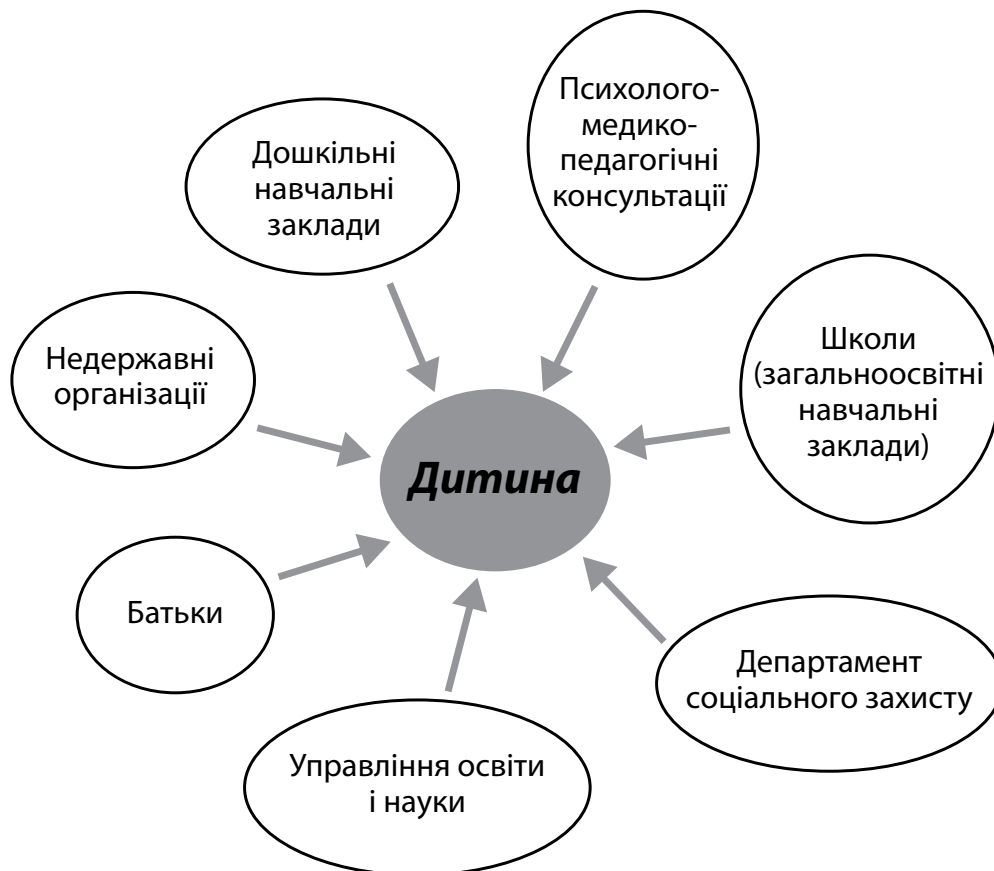 Психолого-
медико-
педагогічні
консультації
Дошкільні
навчальні
заклади
Школи
(загальноосвітні
навчальні
заклади)
Недержавні
організації
Дитина
Батьки
Департамент
соціального захисту
Управління освіти
і науки